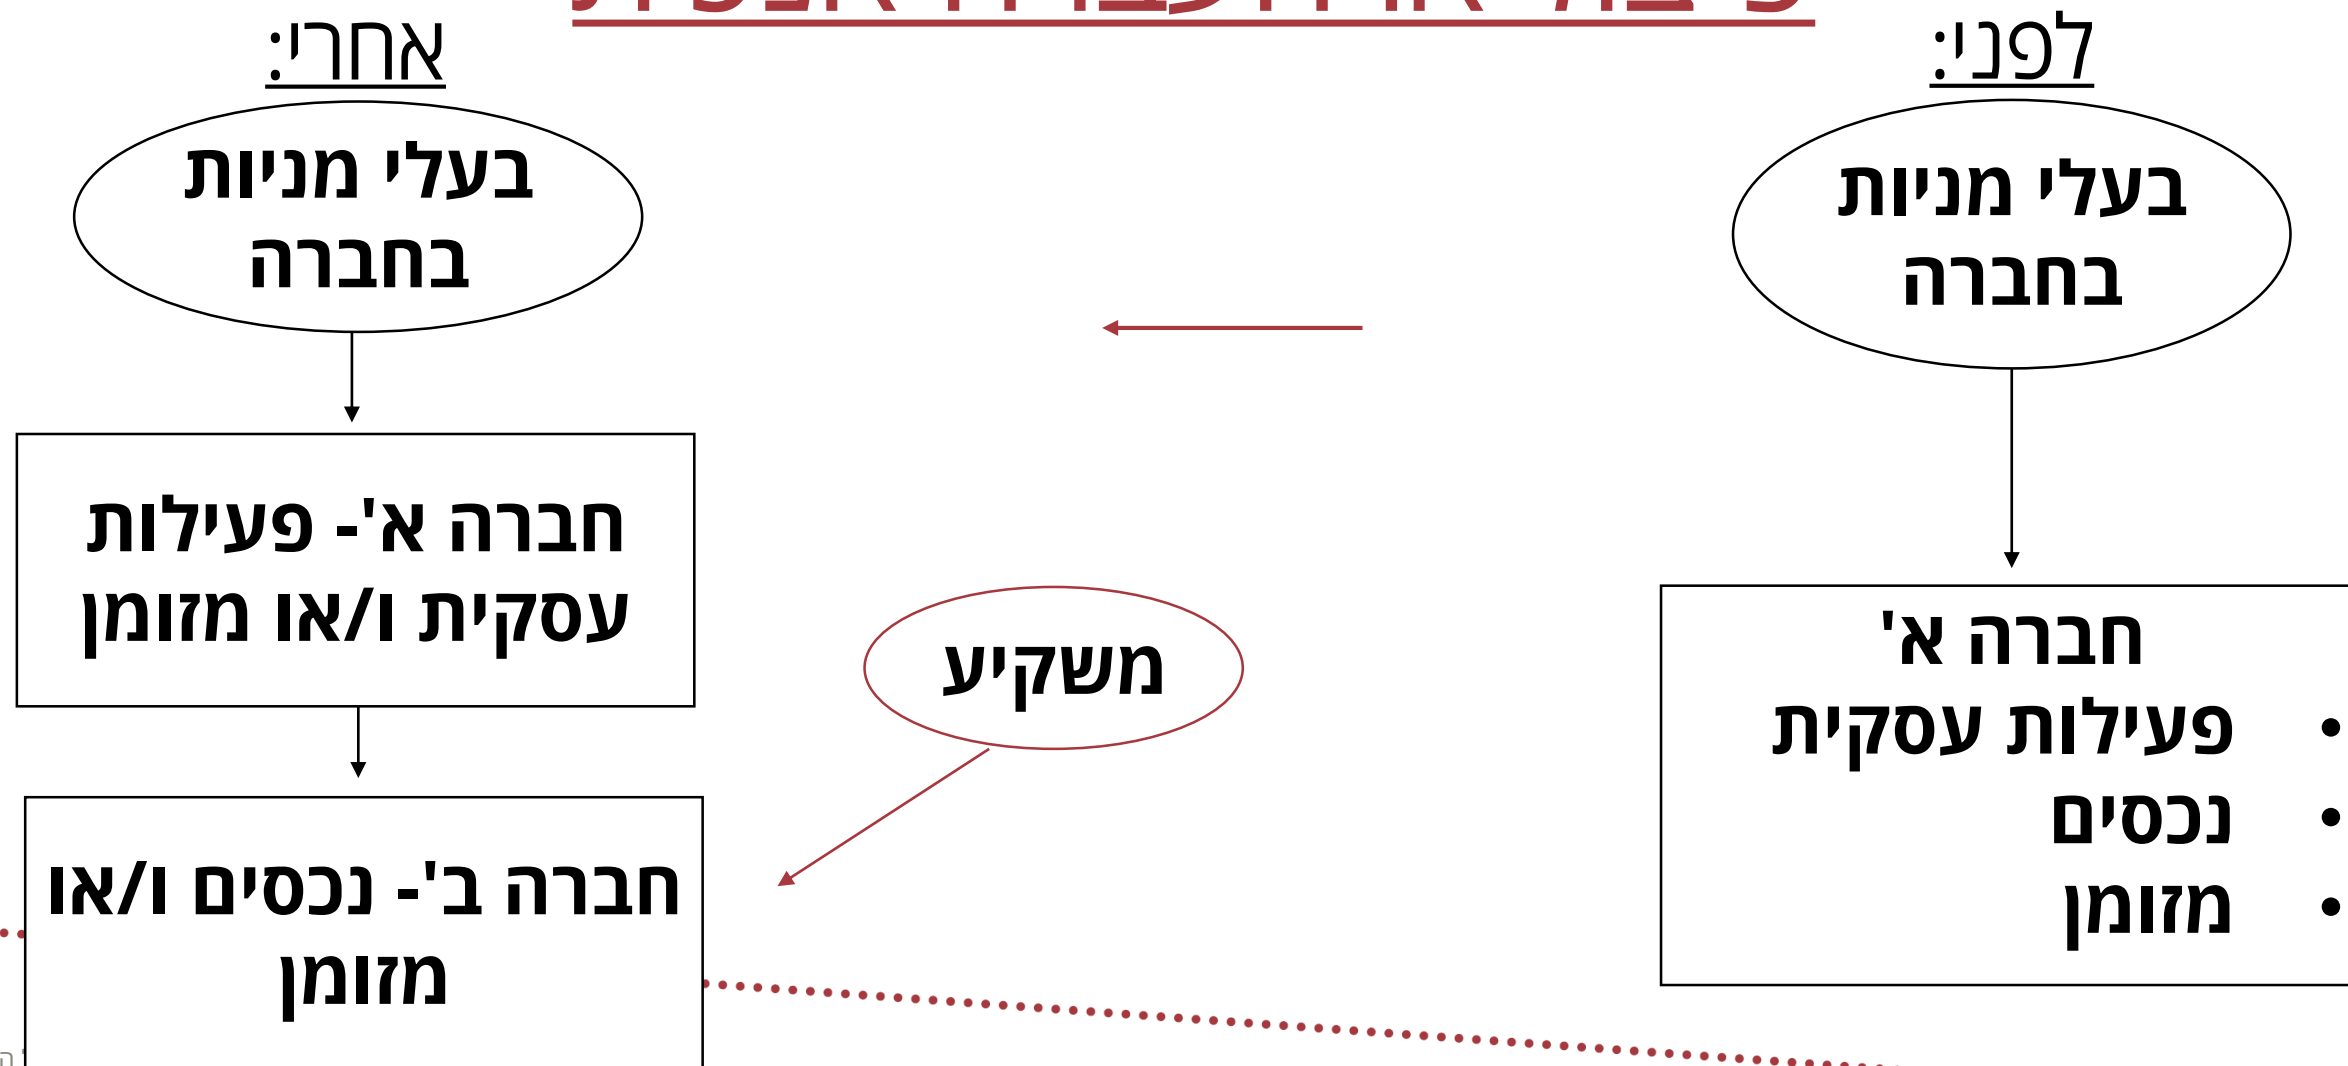 לפני:
בעלי מניות
בחברה
חברה א'
• פעילות עסקית
• נכסים
• מזומן
אחרי:
בעלי מניות
בחברה
חברה א'- פעילות
עסקית ו/או מזומן
משקיע
חברה ב'- נכסים ו/או
מזומן